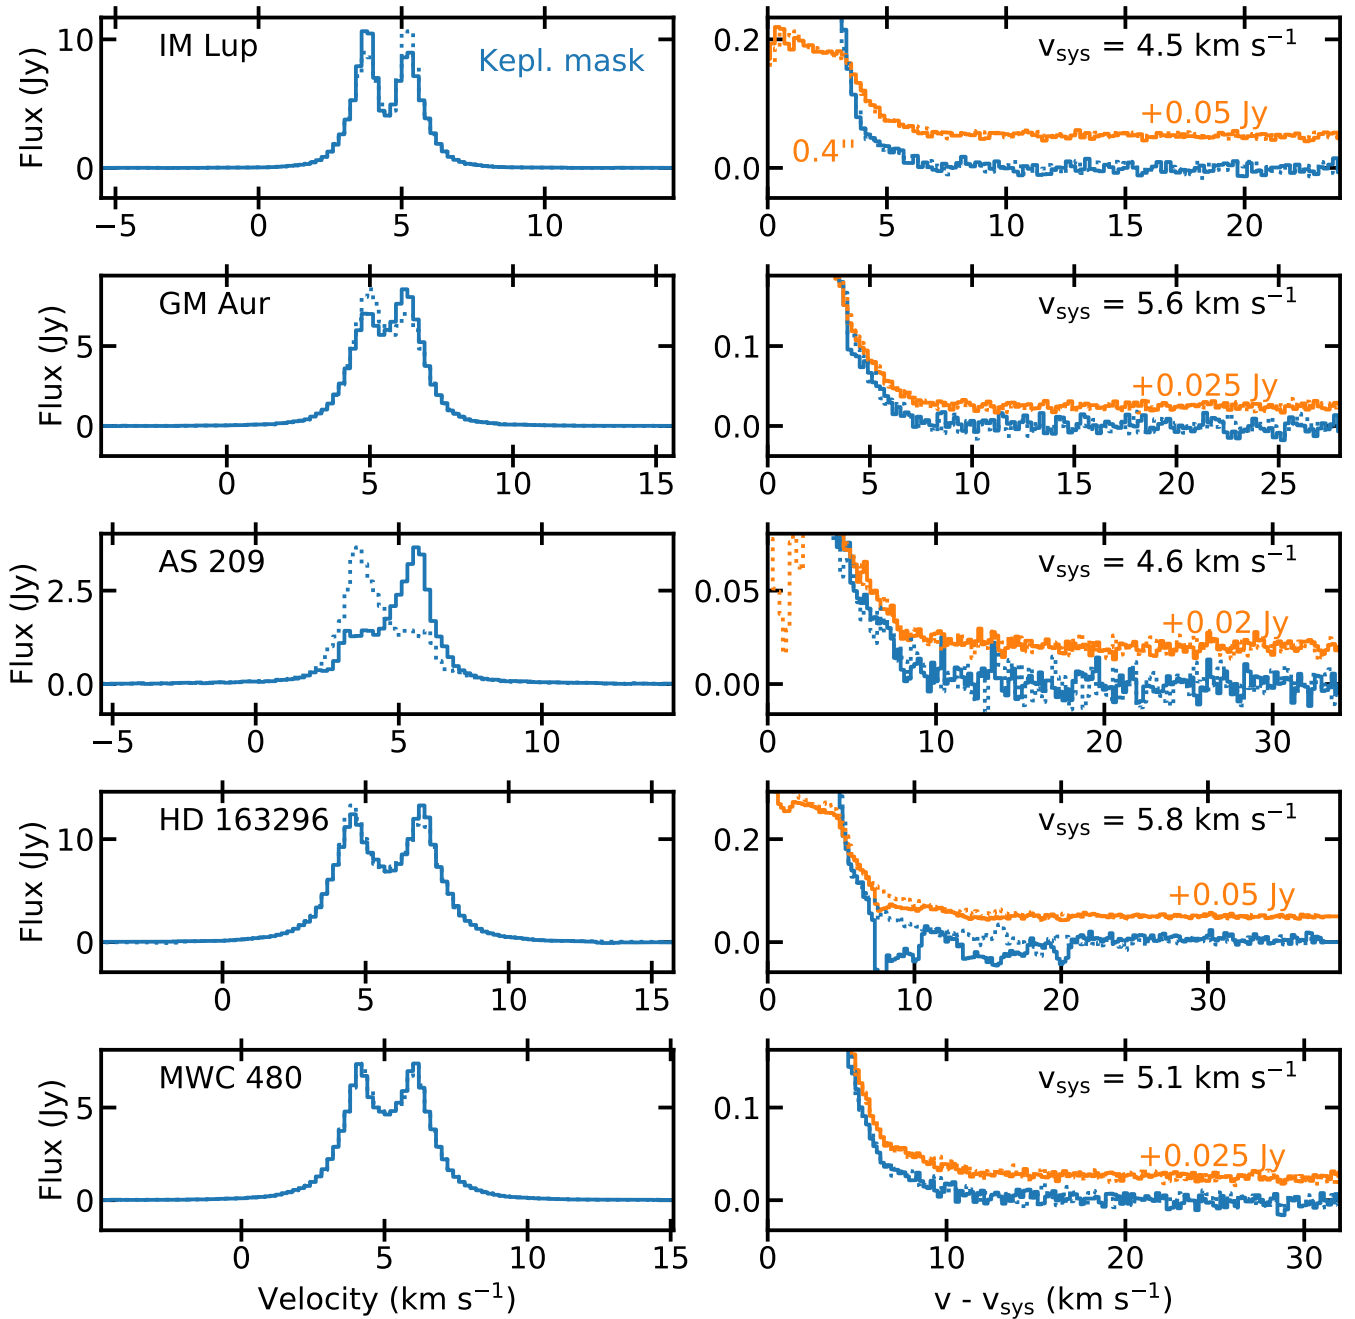 IM Lup
Kepl. mask
Flux (Jy)
10
0
−5 0 5 10
v_sys = 4.5 km s⁻¹
+0.05 Jy
0.4''
0.2
0.0
0 5 10 15 20
GM Aur
Flux (Jy)
5
0
0 5 10 15
v_sys = 5.6 km s⁻¹
+0.025 Jy
0.1
0.0
0 5 10 15 20 25
AS 209
Flux (Jy)
2.5
0.0
−5 0 5 10
v_sys = 4.6 km s⁻¹
+0.02 Jy
0.05
0.00
0 10 20 30
HD 163296
Flux (Jy)
10
0
0 5 10 15
v_sys = 5.8 km s⁻¹
+0.05 Jy
0.2
0.0
0 10 20 30
MWC 480
Flux (Jy)
5
0
0 5 10 15
Velocity (km s⁻¹)
v_sys = 5.1 km s⁻¹
+0.025 Jy
0.1
0.0
0 10 20 30
v - v_sys (km s⁻¹)